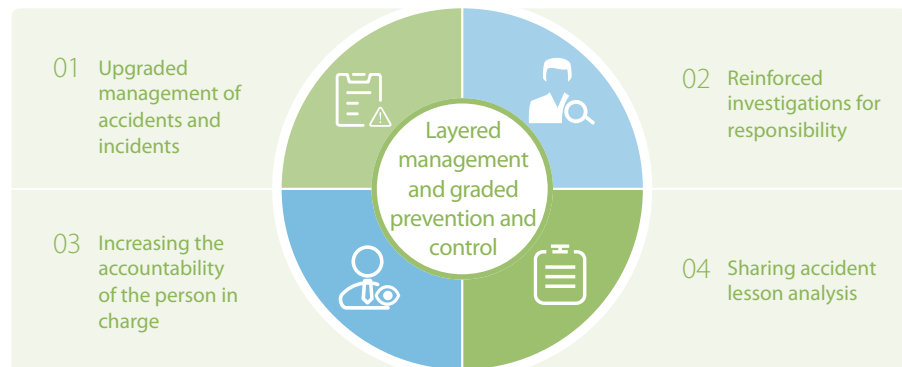 01 Upgraded
management of
accidents and
incidents
02 Reinforced
investigations for
responsibility
Layered
management
and graded
prevention and
control
03 Increasing the
accountability
of the person in
charge
04 Sharing accident
lesson analysis